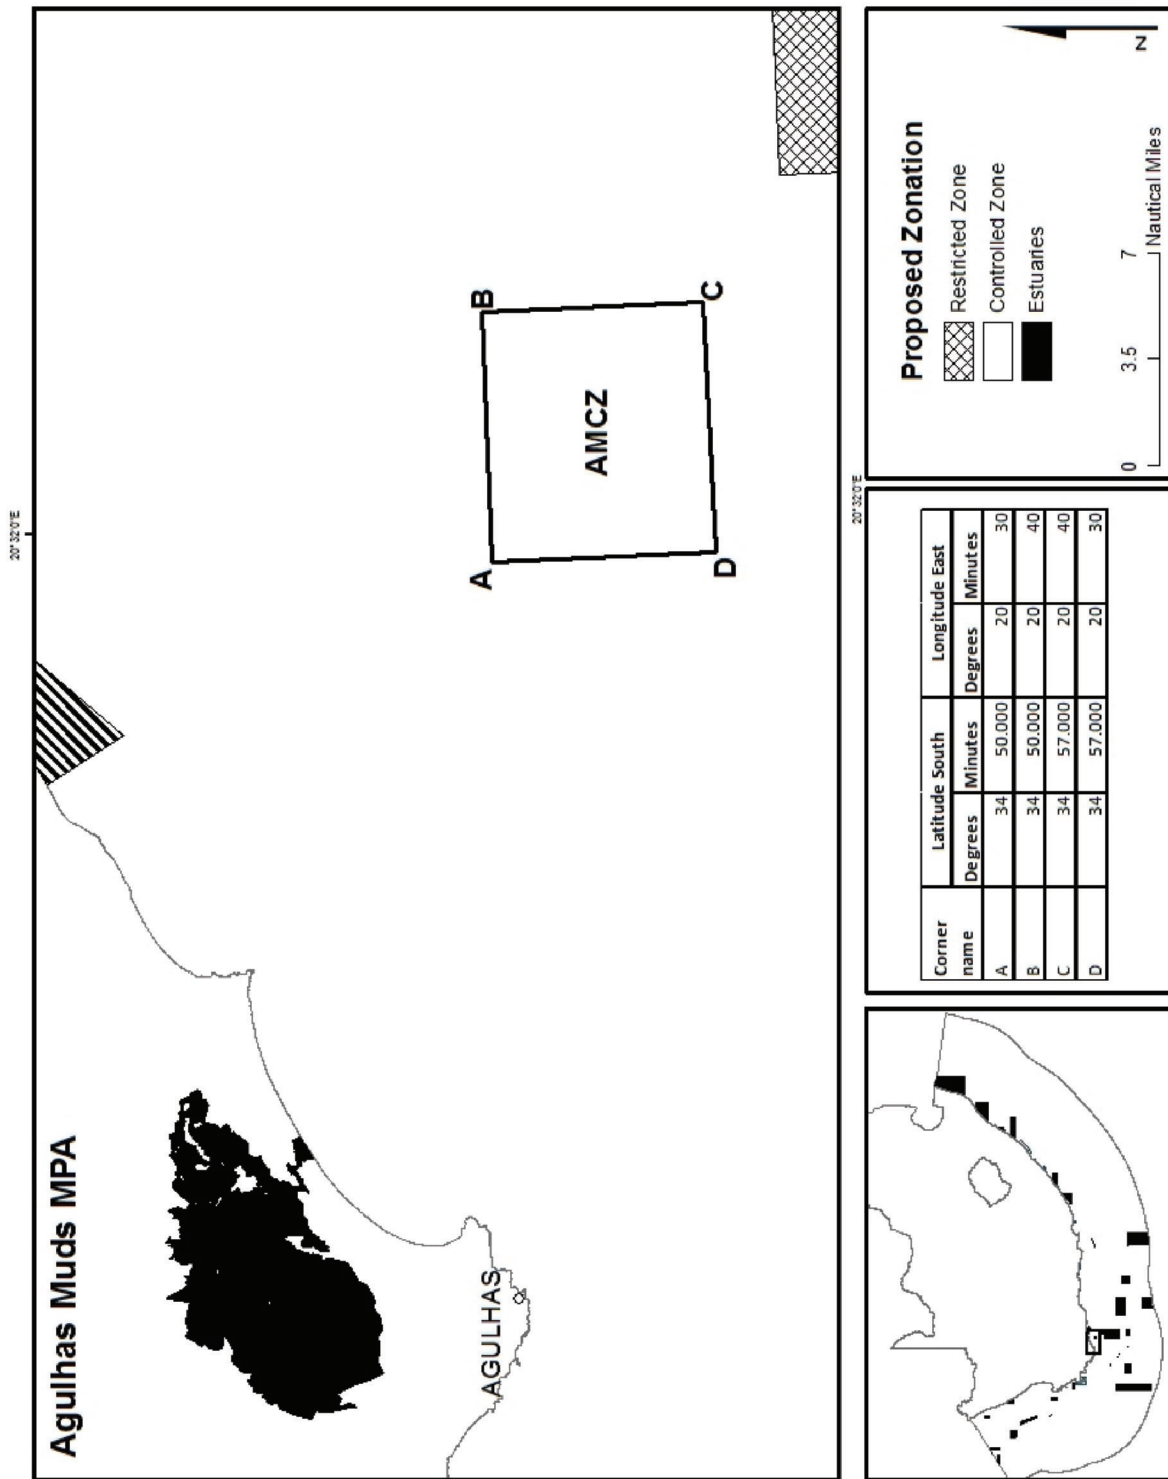 Agulhas Muds MPA
20°32'0"E
AGULHAS
A
B
AMCZ
D
C
20°32'0"E
Corner name Latitude South Longitude East
Degrees Minutes Degrees Minutes
A 34 50.000 20 30
B 34 50.000 20 40
C 34 57.000 20 40
D 34 57.000 20 30
Proposed Zonation
Restricted Zone
Controlled Zone
Estuaries
0 3.5 7
Nautical Miles
N